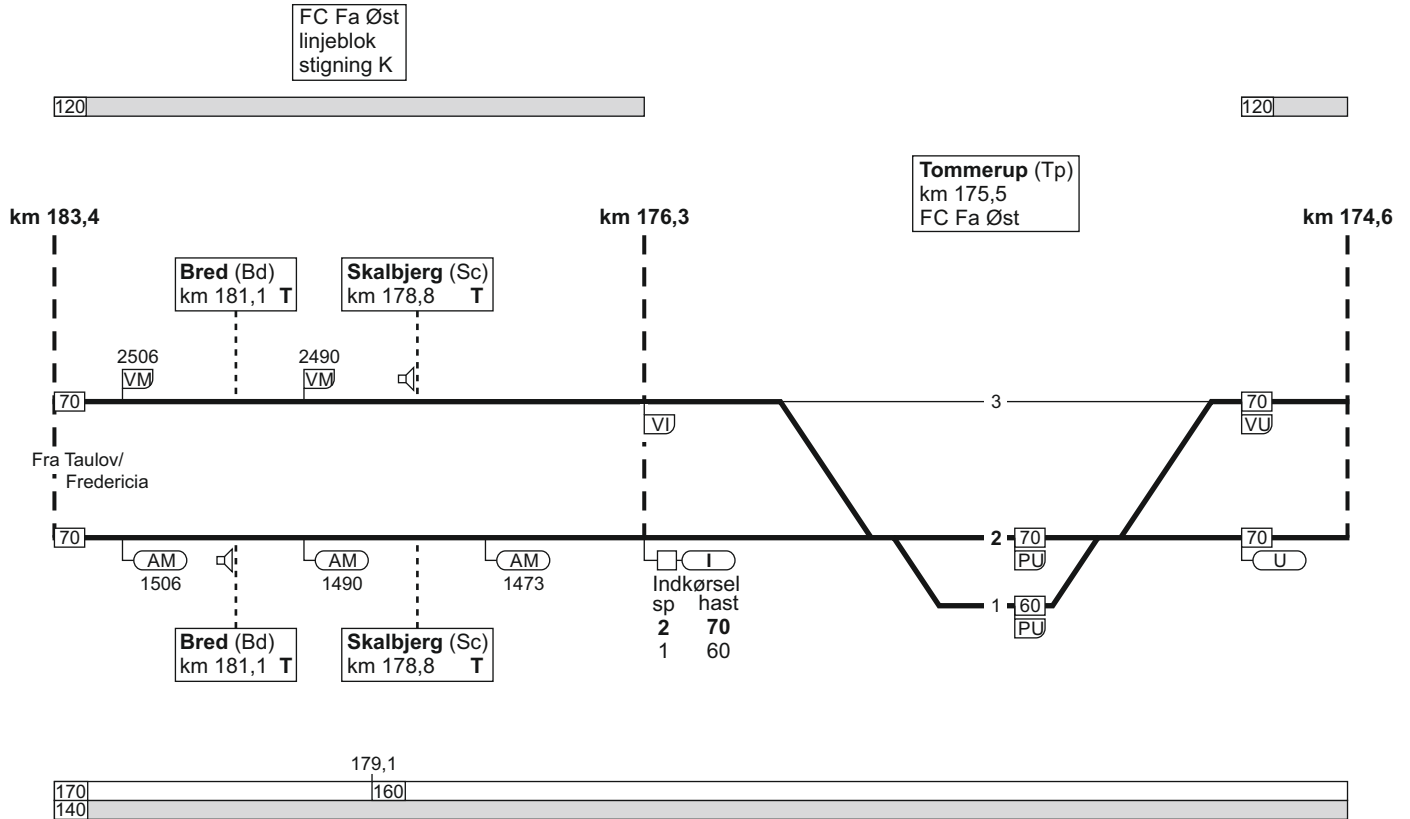 FC Fa Øst
linjeblok
stigning K
120
120
Tommerup (Tp)
km 175,5
FC Fa Øst
km 183,4
km 176,3
km 174,6
Bred (Bd)
km 181,1 T
Skalbjerg (Sc)
km 178,8 T
2506
VM
2490
VM
70
3
70
VI
VU
Fra Taulov/
Fredericia
70
2
70
70
AM
1506
AM
1490
AM
1473
I
PU
U
Indkørsel
sp hast
2 70
1 60
1
60
PU
Bred (Bd)
km 181,1 T
Skalbjerg (Sc)
km 178,8 T
179,1
170
160
140